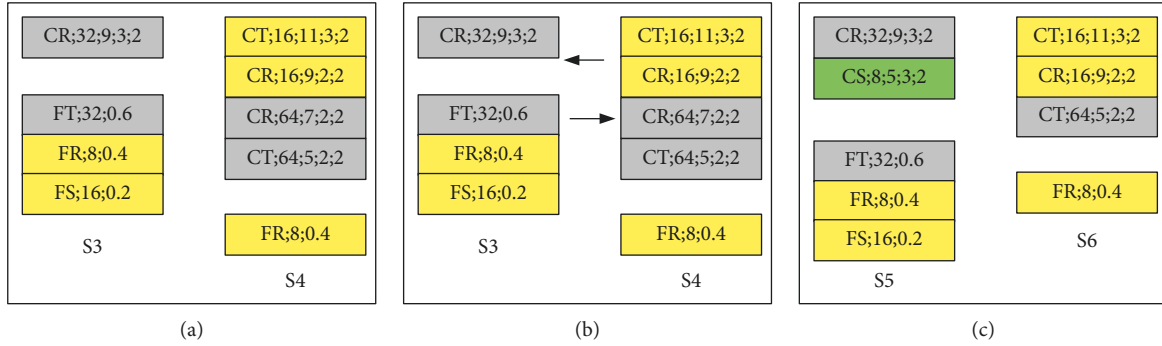 CR;32;9;3;2
FT;32;0.6
FR;8;0.4
FS;16;0.2
S3
CT;16;11;3;2
CR;16;9;2;2
CR;64;7;2;2
CT;64;5;2;2
FR;8;0.4
S4
(a)
CR;32;9;3;2
FT;32;0.6
FR;8;0.4
FS;16;0.2
S3
CT;16;11;3;2
CR;16;9;2;2
CR;64;7;2;2
CT;64;5;2;2
FR;8;0.4
S4
(b)
CR;32;9;3;2
CS;8;5;3;2
FT;32;0.6
FR;8;0.4
FS;16;0.2
S5
CT;16;11;3;2
CR;16;9;2;2
CT;64;5;2;2
FR;8;0.4
S6
(c)